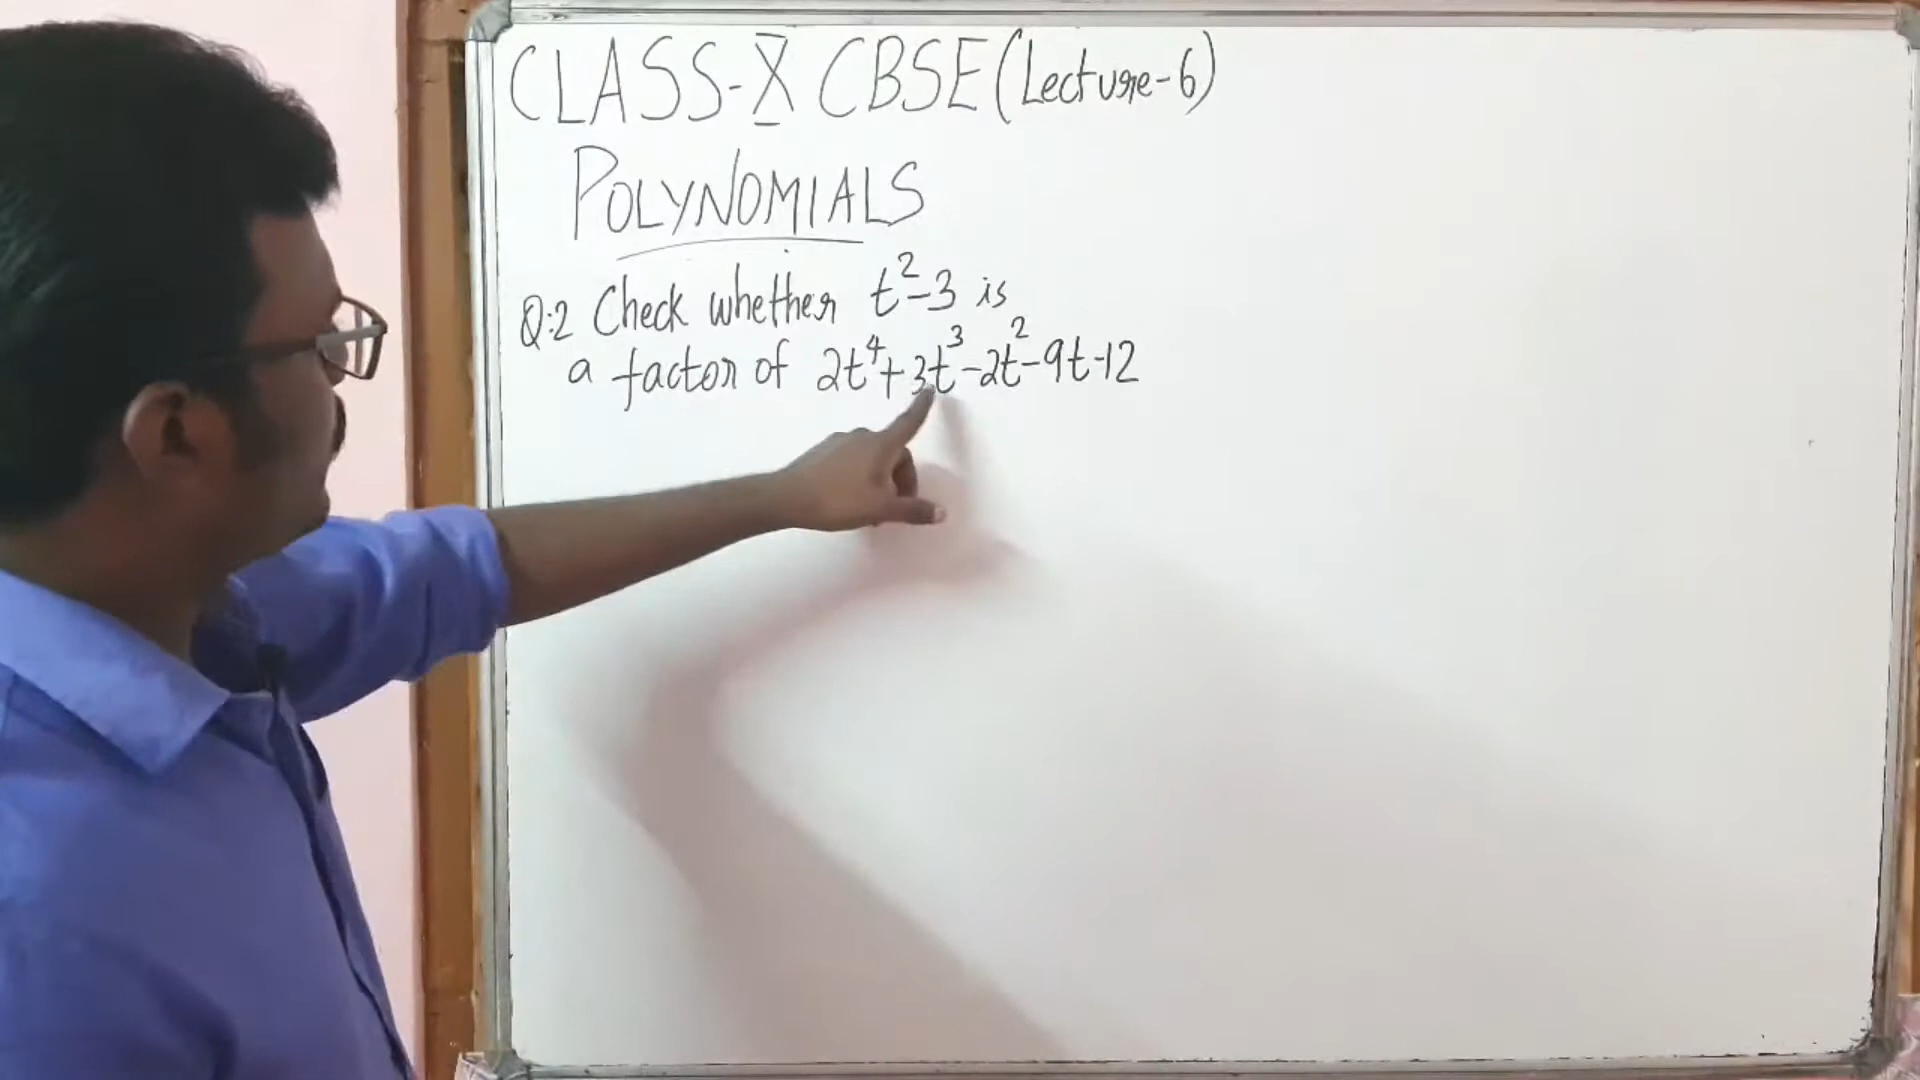 CLASS-X CBSE (Lecture-6)
POLYNOMIALS
Q:2 Check whether t²-3 is
a factor of 2t⁴+3t³-2t²-9t-12